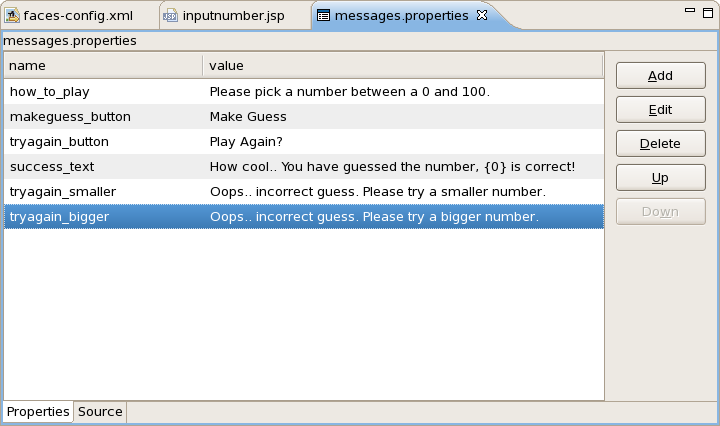 faces-config.xml inputnumber.jsp messages.properties
messages.properties
name value
how_to_play Please pick a number between a 0 and 100.
makeguess_button Make Guess
tryagain_button Play Again?
success_text How cool.. You have guessed the number, {0} is correct!
tryagain_smaller Oops.. incorrect guess. Please try a smaller number.
tryagain_bigger Oops.. incorrect guess. Please try a bigger number.
Add
Edit
Delete
Up
Down
Properties Source